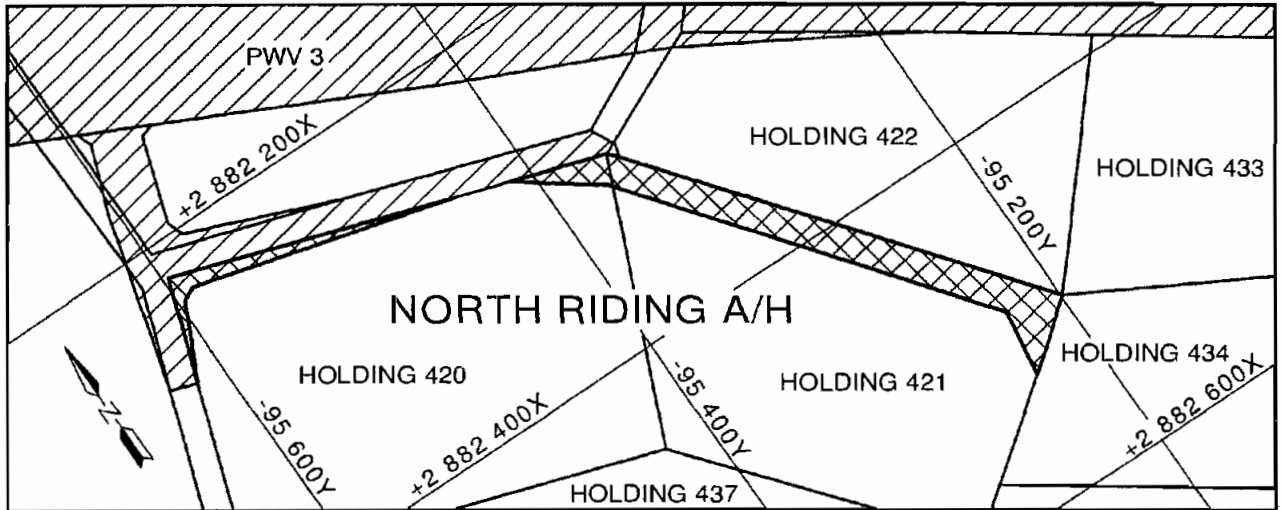 PWV 3
HOLDING 422
HOLDING 433
+2 882 200X
-95 200Y
NORTH RIDING A/H
HOLDING 420
HOLDING 421
HOLDING 434
-95 600Y
+2 882 400X
-95 400Y
+2 882 600X
-Z-
HOLDING 437